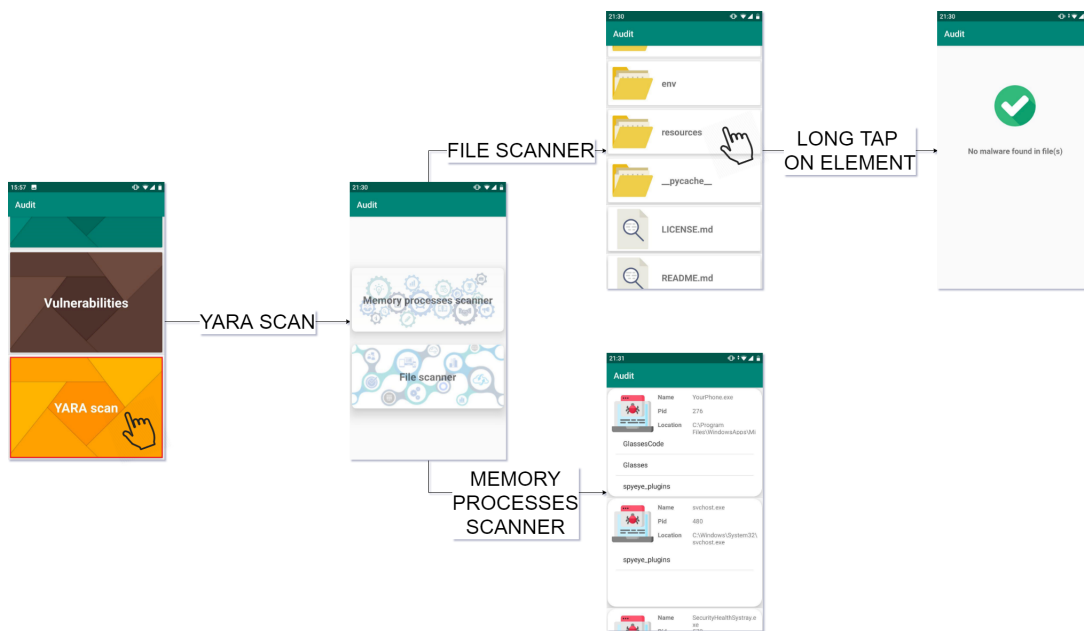 15:57
Audit
Vulnerabilities
YARA scan
YARA SCAN
21:30
Audit
Memory processes scanner
File scanner
FILE SCANNER
21:30
Audit
env
resources
__pycache__
LICENSE.md
README.md
LONG TAP
ON ELEMENT
21:30
Audit
No malware found in file(s)
MEMORY
PROCESSES
SCANNER
21:31
Audit
Name YourPhone.exe
Pid 276
Location C:\Program
Files\WindowsApps\Mi
GlassesCode
Glasses
spyeye_plugins
Name svchost.exe
Pid 480
Location C:\Windows\System32\
svchost.exe
spyeye_plugins
Name SecurityHealthSystray.e
xe